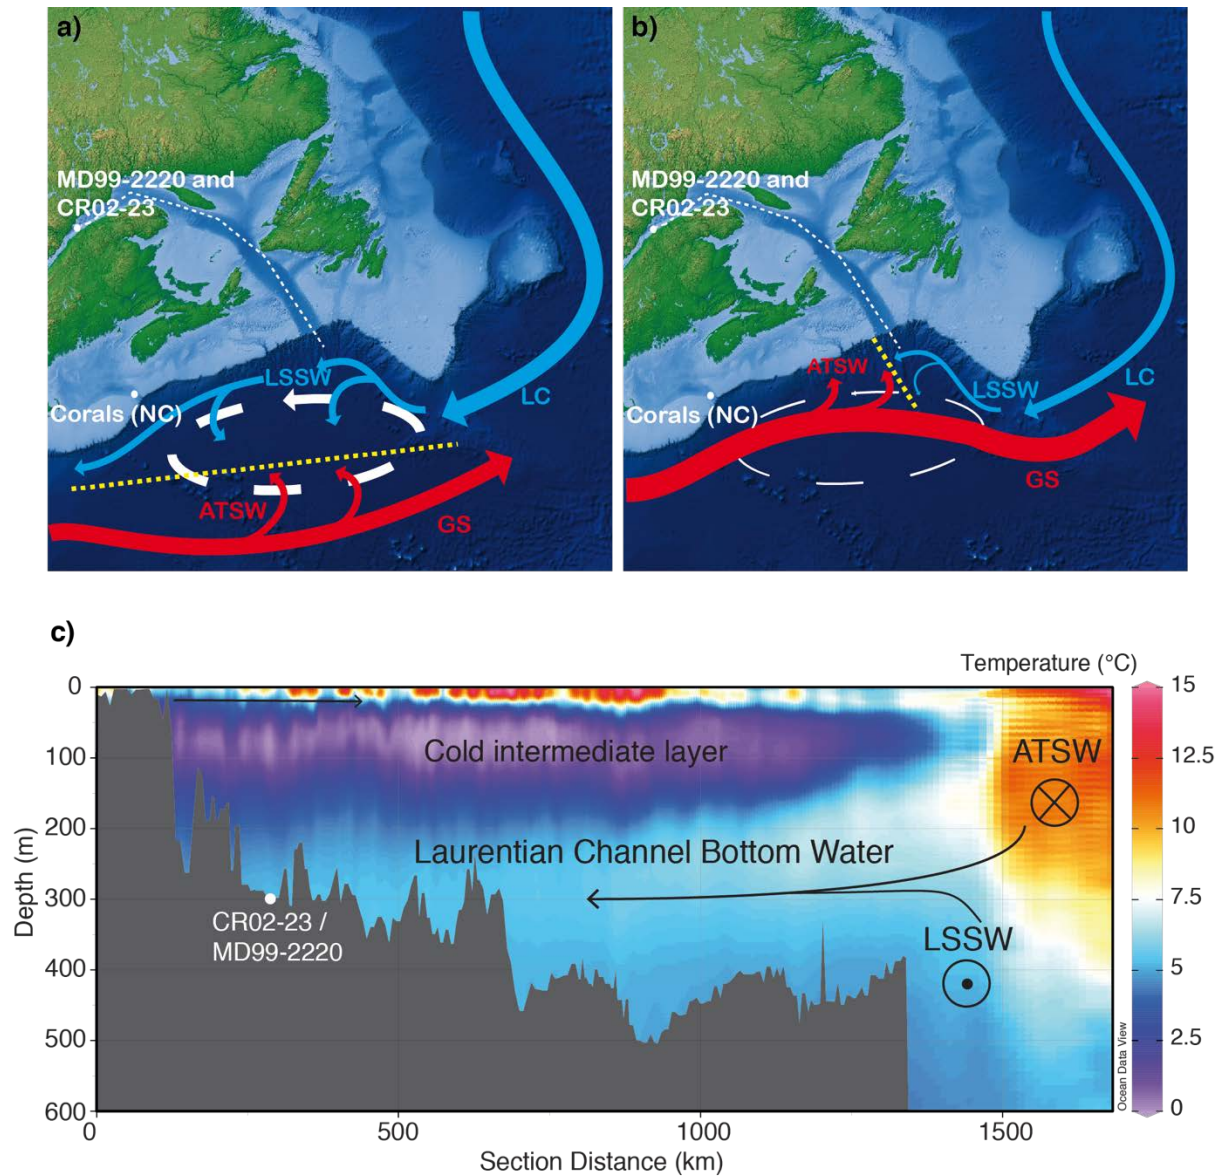 a)
MD99-2220 and
CR02-23
Corals (NC)
LSSW
LC
ATSW
GS
b)
MD99-2220 and
CR02-23
Corals (NC)
ATSW
LSSW
LC
GS
c)
Temperature (°C)
0
100
200
300
400
500
600
Depth (m)
Cold intermediate layer
ATSW
Laurentian Channel Bottom Water
CR02-23 /
MD99-2220
LSSW
Ocean Data View
15
12.5
10
7.5
5
2.5
0
0
500
1000
1500
Section Distance (km)